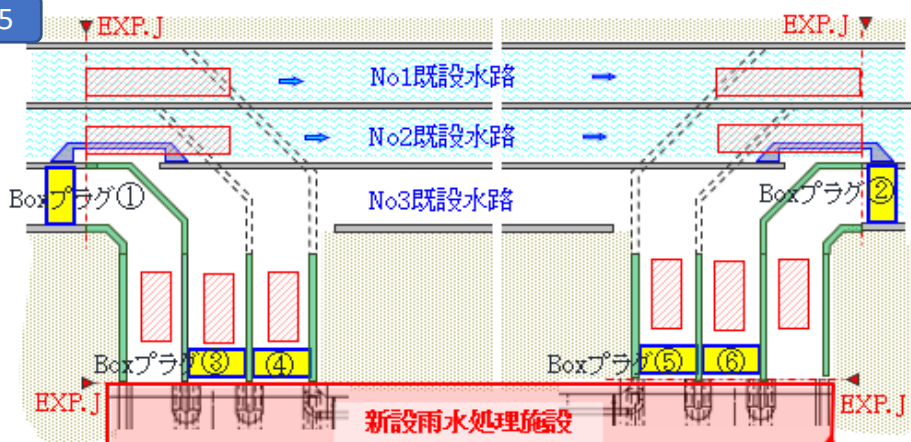 5
EXP.J
EXP.J
No1既設水路
No2既設水路
Boxプラグ①
No3既設水路
Boxプラグ②
Boxプラグ③
④
Boxプラグ⑤
⑥
EXP.J
EXP.J
新設雨水処理施設